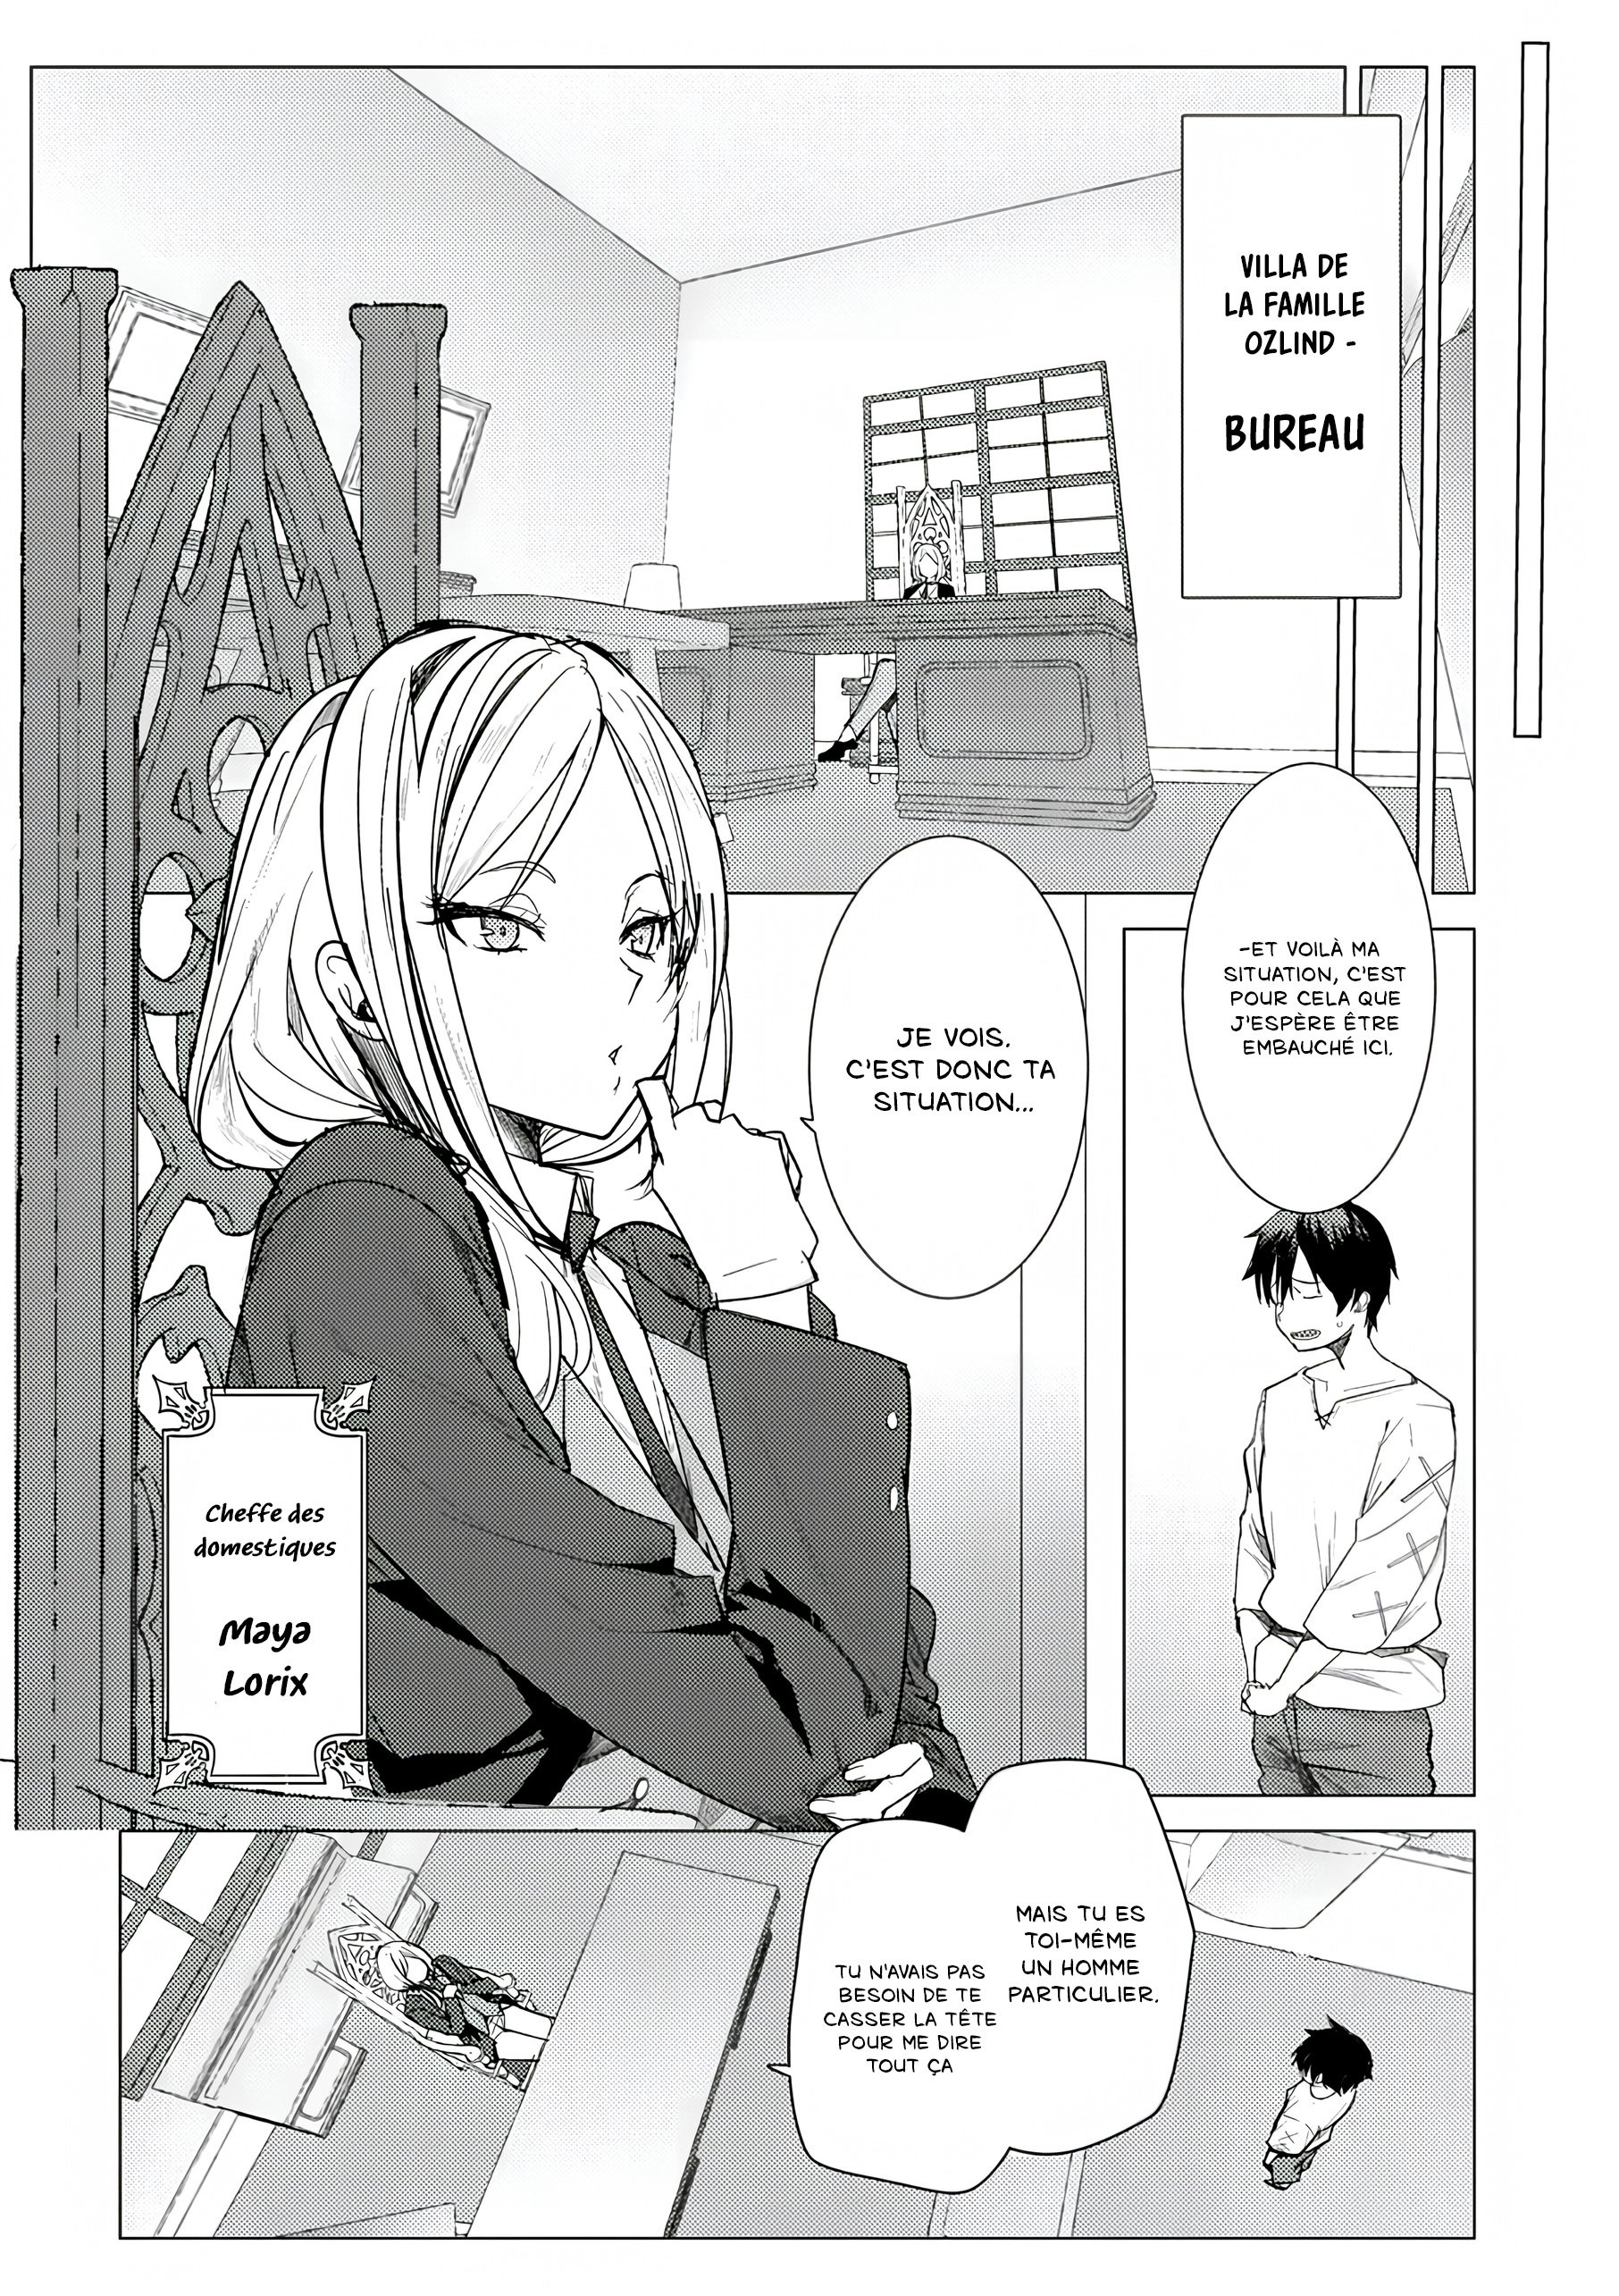 VILLA DE
LA FAMILLE
OZLIND -
BUREAU
-ET VOILÀ MA
SITUATION, C'EST
POUR CELA QUE
J'ESPÈRE ÊTRE
EMBAUCHÉ ICI.
JE VOIS.
C'EST DONC TA
SITUATION...
Cheffe des
domestiques
Maya
Lorix
MAIS TU ES
TOI-MÊME
UN HOMME
PARTICULIER.
TU N'AVAIS PAS
BESOIN DE TE
CASSER LA TÊTE
POUR ME DIRE
TOUT ÇA